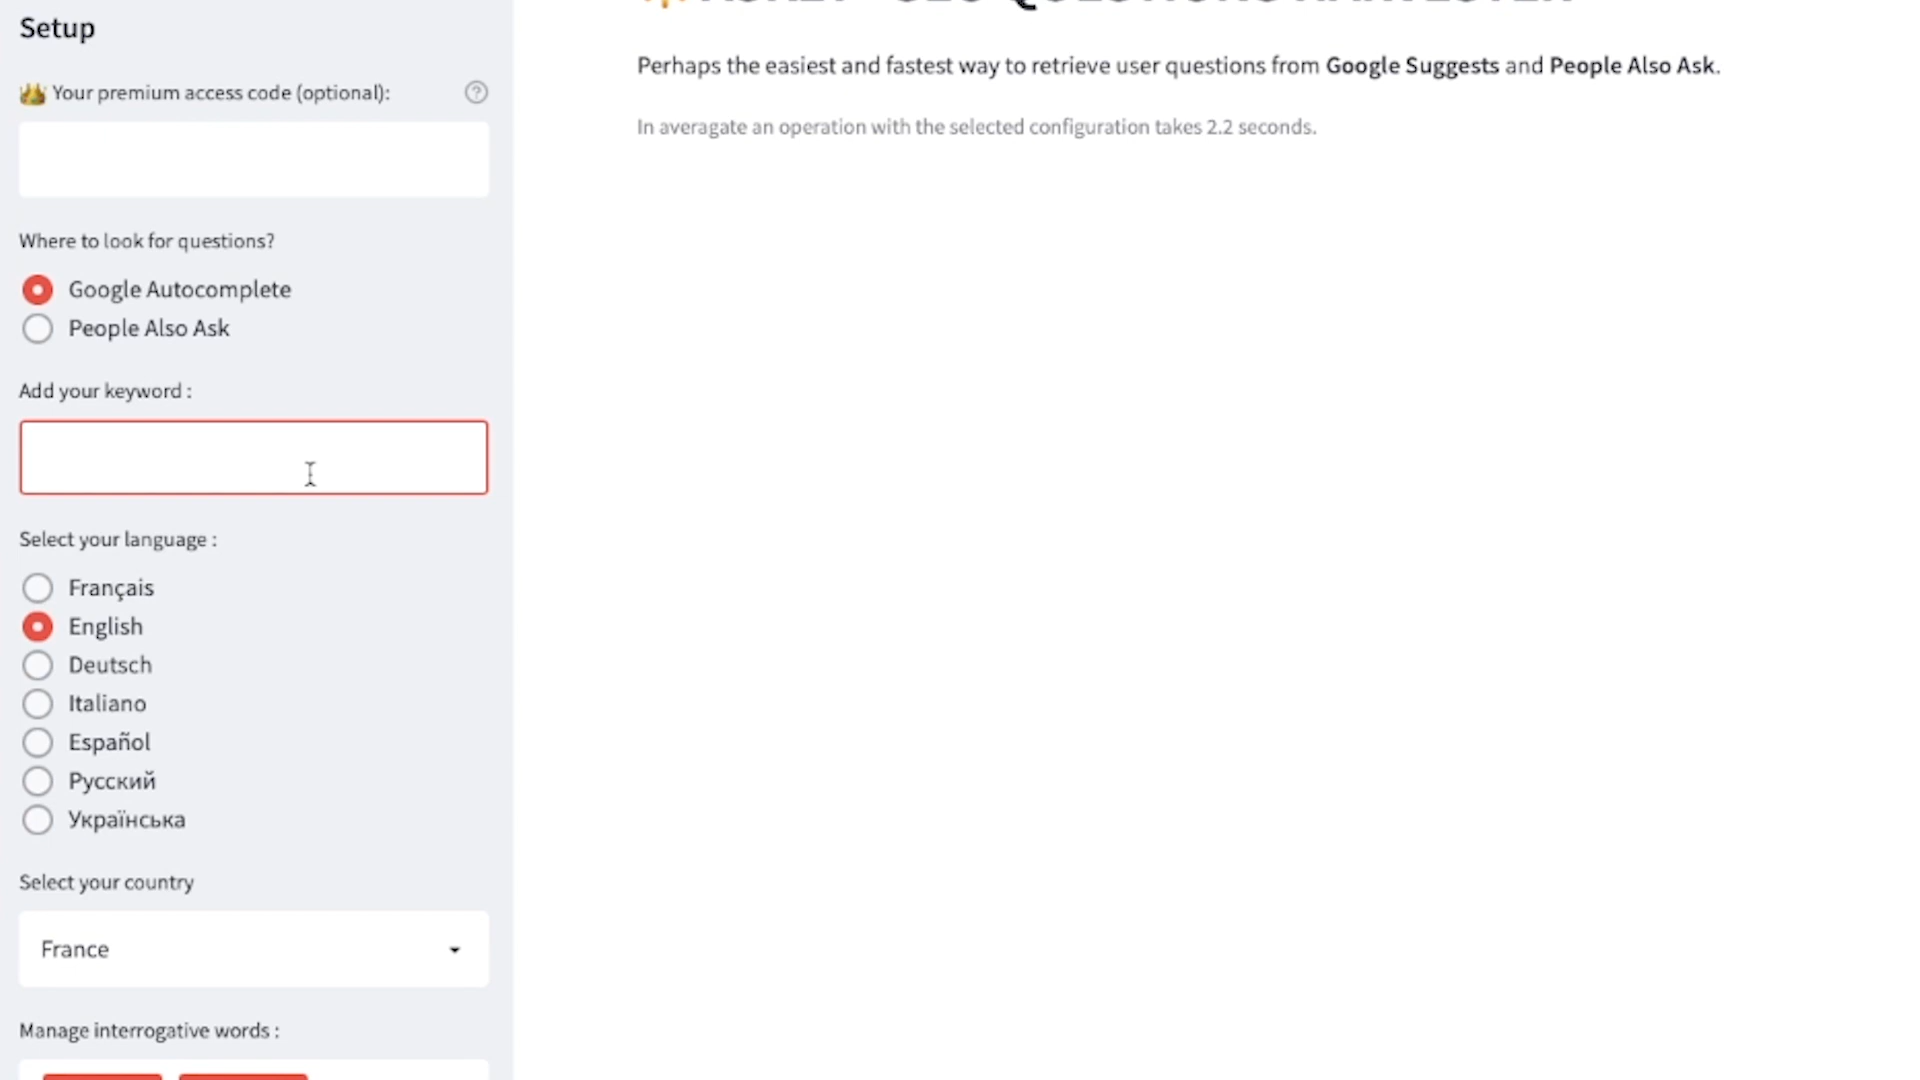 Setup
Your premium access code (optional):
Where to look for questions?
Google Autocomplete
People Also Ask
Add your keyword :
Select your language :
Français
English
Deutsch
Italiano
Español
Русский
Українська
Select your country
France
Manage interrogative words :
Perhaps the easiest and fastest way to retrieve user questions from Google Suggests and People Also Ask.
In averagate an operation with the selected configuration takes 2.2 seconds.